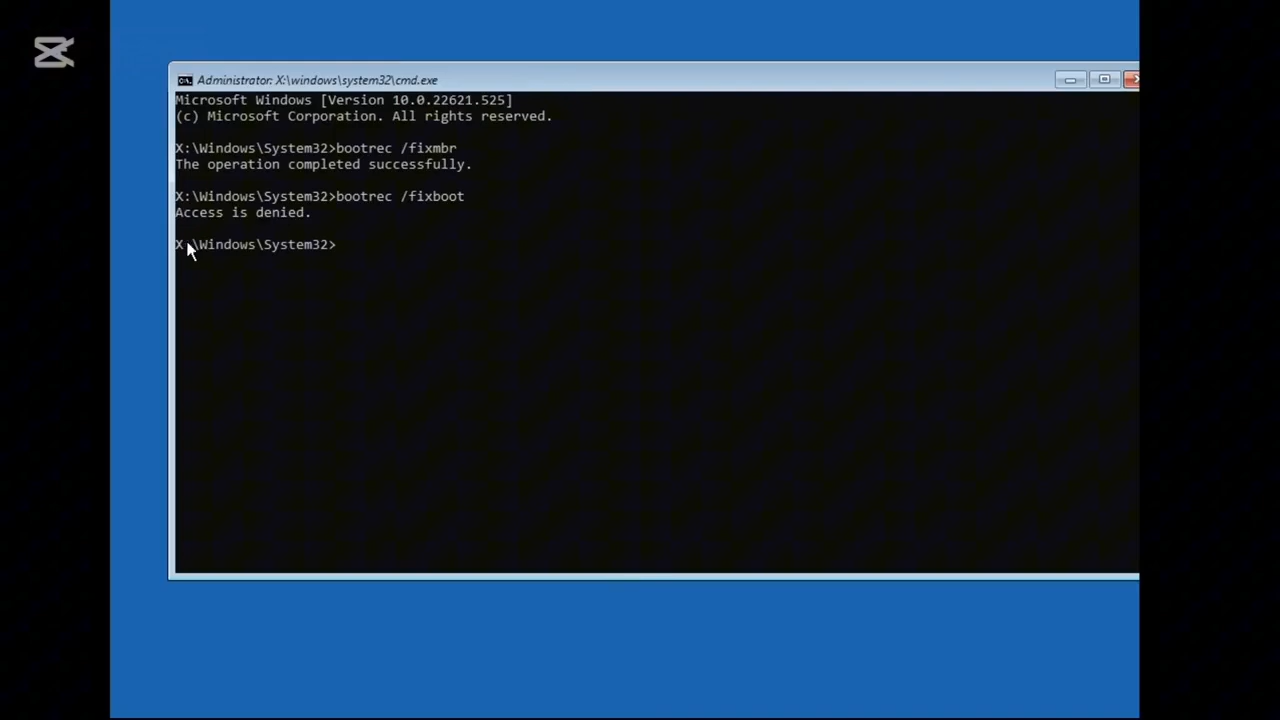 Administrator: X:\windows\system32\cmd.exe
Microsoft Windows [Version 10.0.22621.525]
(c) Microsoft Corporation. All rights reserved.
X:\Windows\System32>bootrec /fixmbr
The operation completed successfully.
X:\Windows\System32>bootrec /fixboot
Access is denied.
X:\Windows\System32>